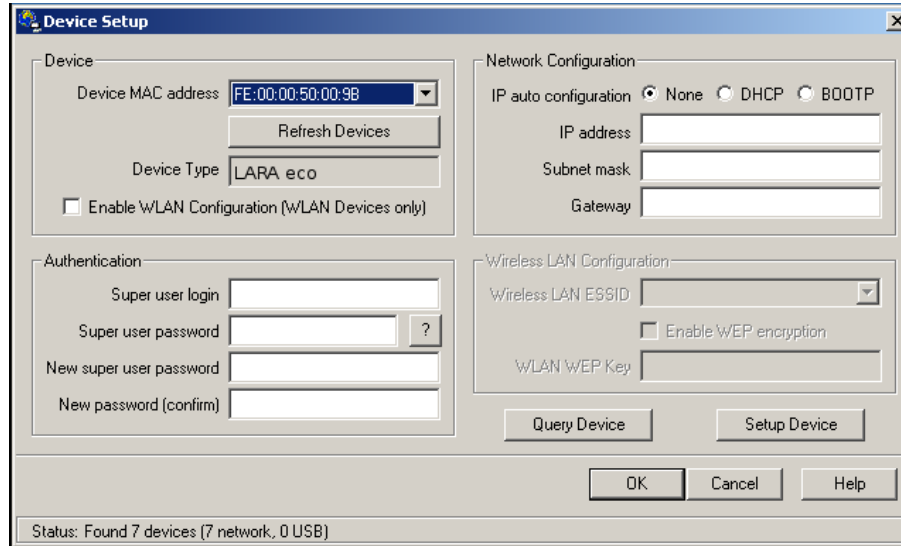 Device Setup
Device
Device MAC address FE:00:00:50:00:9B
Refresh Devices
Device Type LARA eco
Enable WLAN Configuration (WLAN Devices only)
Network Configuration
IP auto configuration None DHCP BOOTP
IP address
Subnet mask
Gateway
Authentication
Super user login
Super user password ?
New super user password
New password (confirm)
Wireless LAN Configuration
Wireless LAN ESSID
Enable WEP encryption
WLAN WEP Key
Query Device Setup Device
OK Cancel Help
Status: Found 7 devices (7 network, 0 USB)